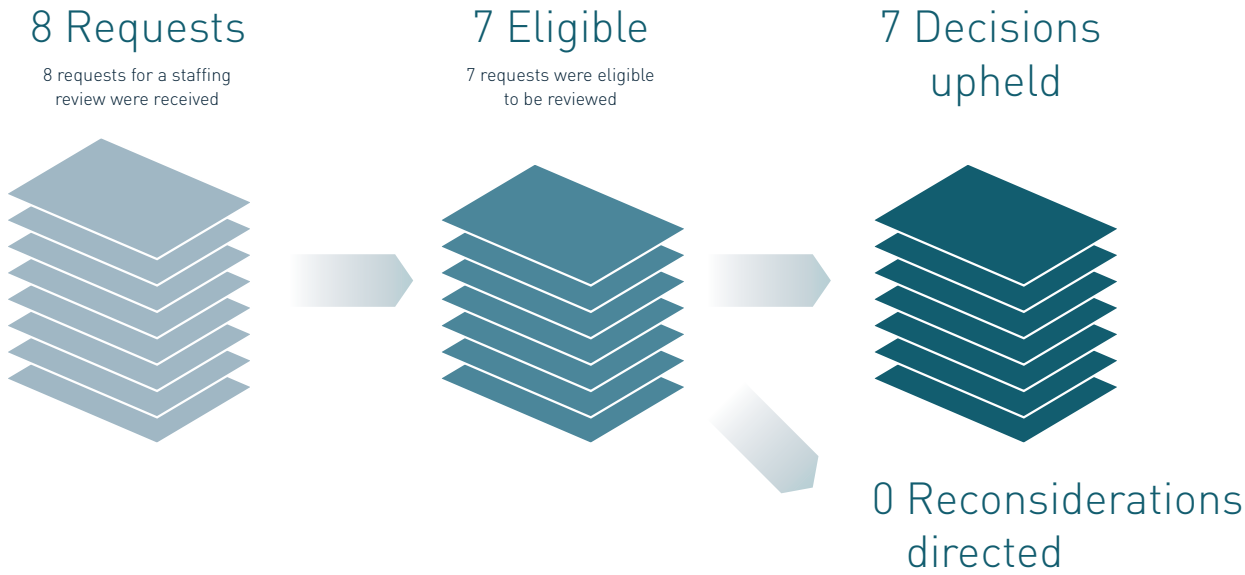 8 Requests
8 requests for a staffing
review were received
7 Eligible
7 requests were eligible
to be reviewed
7 Decisions
upheld
0 Reconsiderations
directed